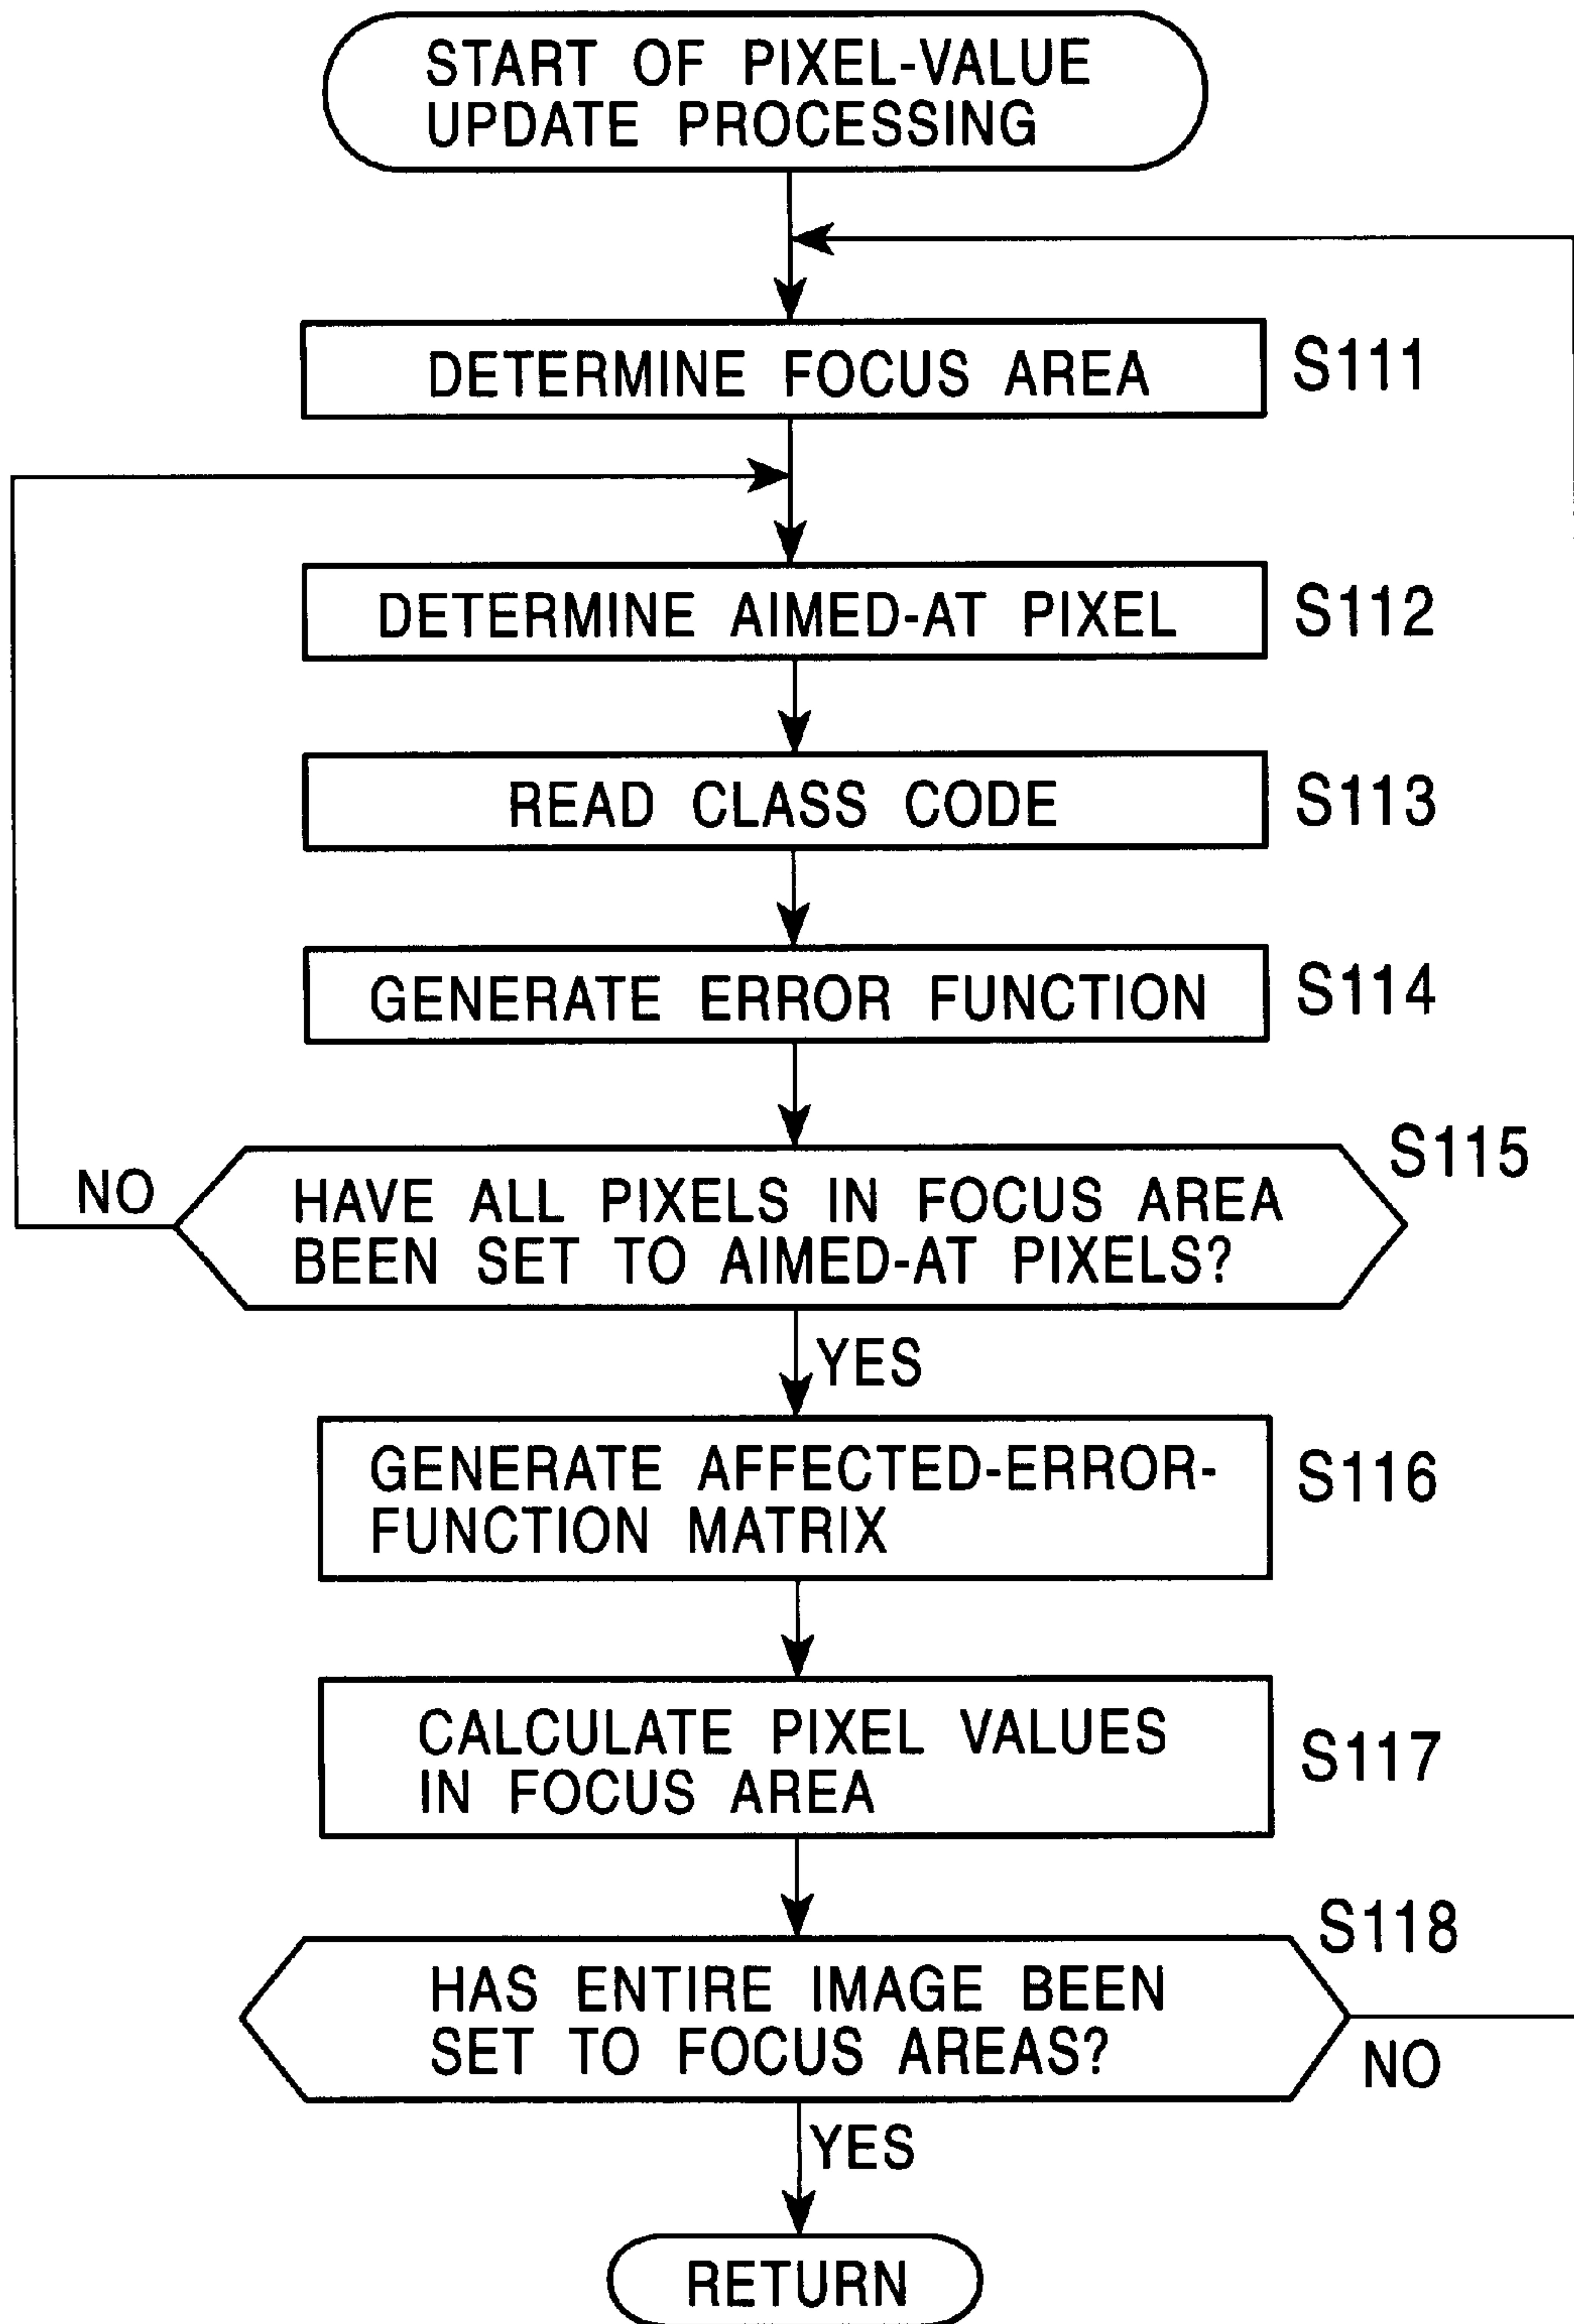 START OF PIXEL-VALUE
UPDATE PROCESSING
DETERMINE FOCUS AREA
S111
DETERMINE AIMED-AT PIXEL
S112
READ CLASS CODE
S113
GENERATE ERROR FUNCTION
S114
S115
NO
HAVE ALL PIXELS IN FOCUS AREA
BEEN SET TO AIMED-AT PIXELS?
YES
GENERATE AFFECTED-ERROR-
FUNCTION MATRIX
S116
CALCULATE PIXEL VALUES
IN FOCUS AREA
S117
S118
HAS ENTIRE IMAGE BEEN
SET TO FOCUS AREAS?
NO
YES
RETURN